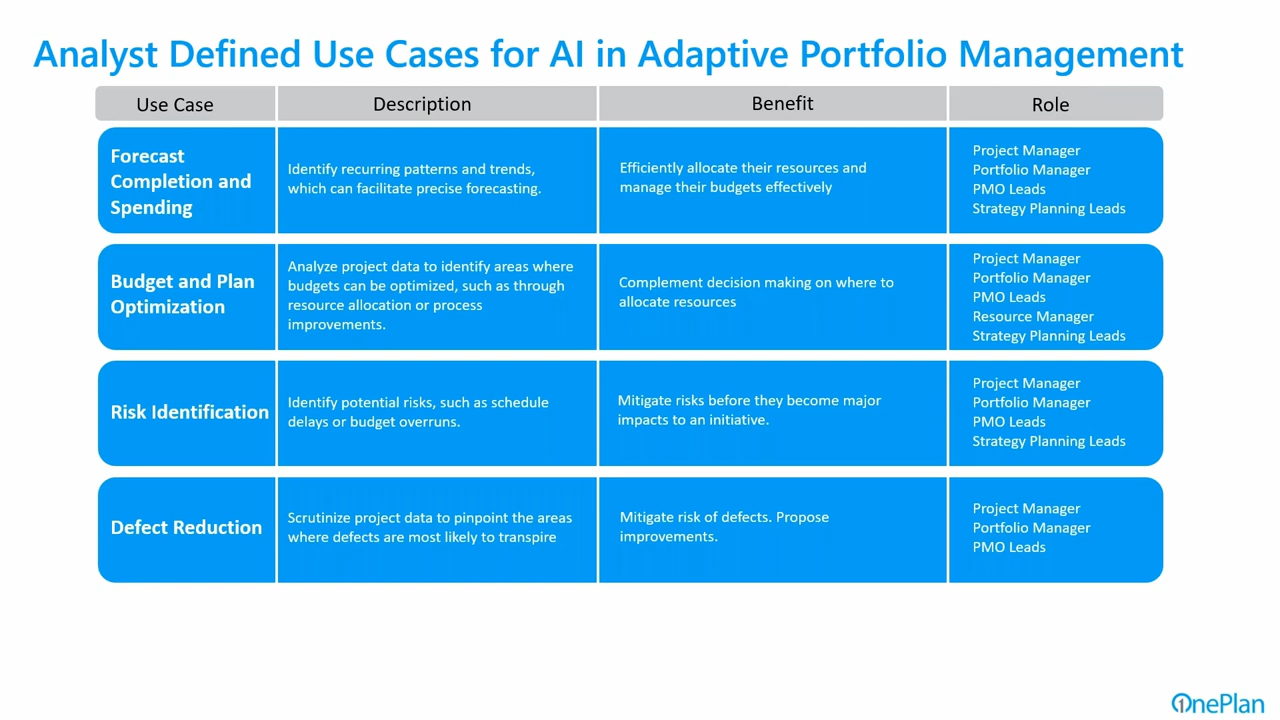 Analyst Defined Use Cases for AI in Adaptive Portfolio Management
Use Case
Description
Benefit
Role
Forecast
Completion and
Spending
Identify recurring patterns and trends,
which can facilitate precise forecasting.
Efficiently allocate their resources and
manage their budgets effectively
Project Manager
Portfolio Manager
PMO Leads
Strategy Planning Leads
Budget and Plan
Optimization
Analyze project data to identify areas where
budgets can be optimized, such as through
resource allocation or process
improvements.
Complement decision making on where to
allocate resources
Project Manager
Portfolio Manager
PMO Leads
Resource Manager
Strategy Planning Leads
Risk Identification
Identify potential risks, such as schedule
delays or budget overruns.
Mitigate risks before they become major
impacts to an initiative.
Project Manager
Portfolio Manager
PMO Leads
Strategy Planning Leads
Defect Reduction
Scrutinize project data to pinpoint the areas
where defects are most likely to transpire
Mitigate risk of defects. Propose
improvements.
Project Manager
Portfolio Manager
PMO Leads
OnePlan